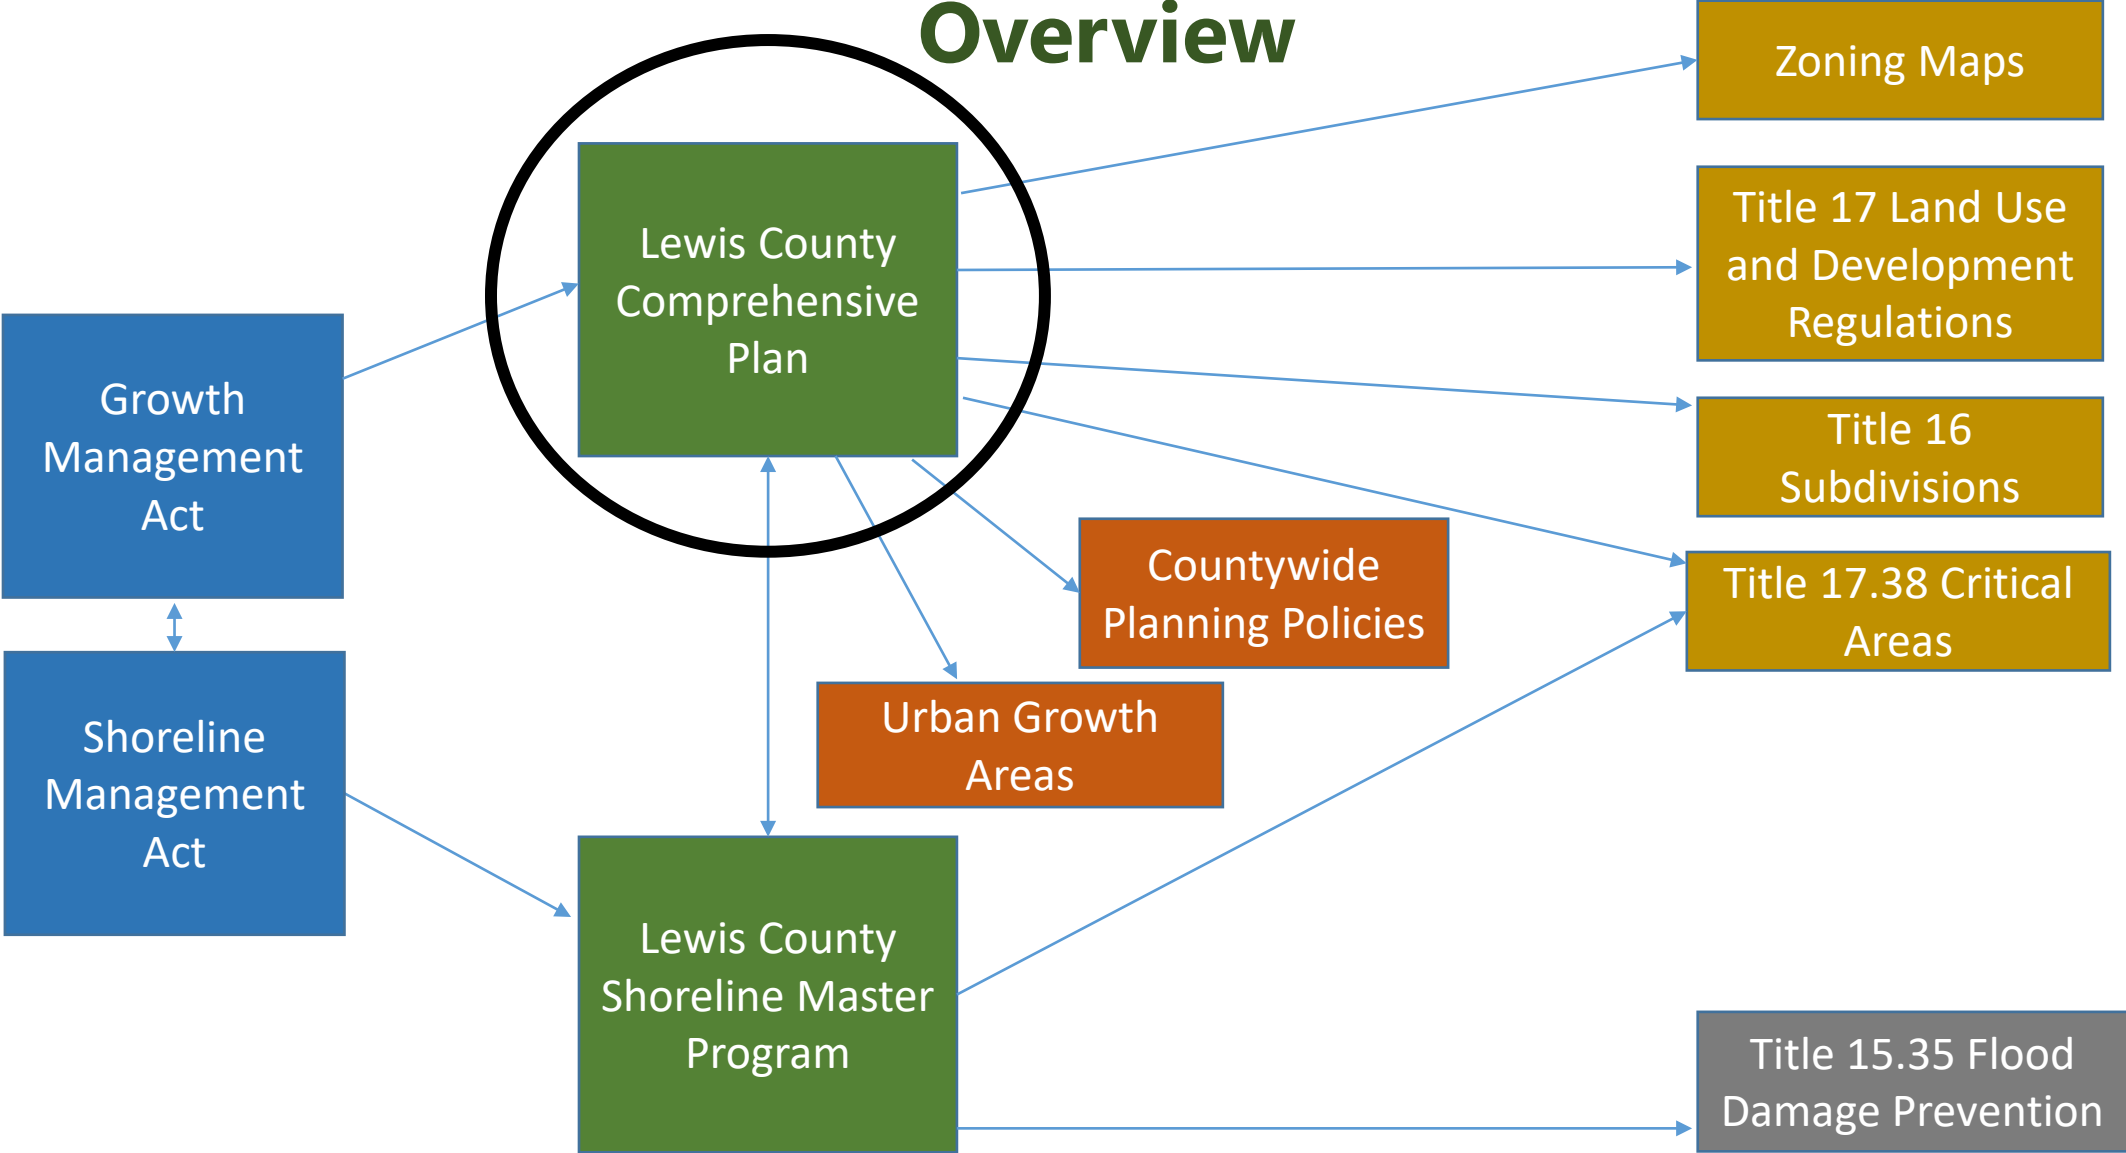 Overview
Zoning Maps
Title 17 Land Use
and Development
Regulations
Lewis County
Comprehensive
Plan
Growth
Management
Act
Title 16
Subdivisions
Countywide
Planning Policies
Title 17.38 Critical
Areas
Urban Growth
Areas
Shoreline
Management
Act
Lewis County
Shoreline Master
Program
Title 15.35 Flood
Damage Prevention